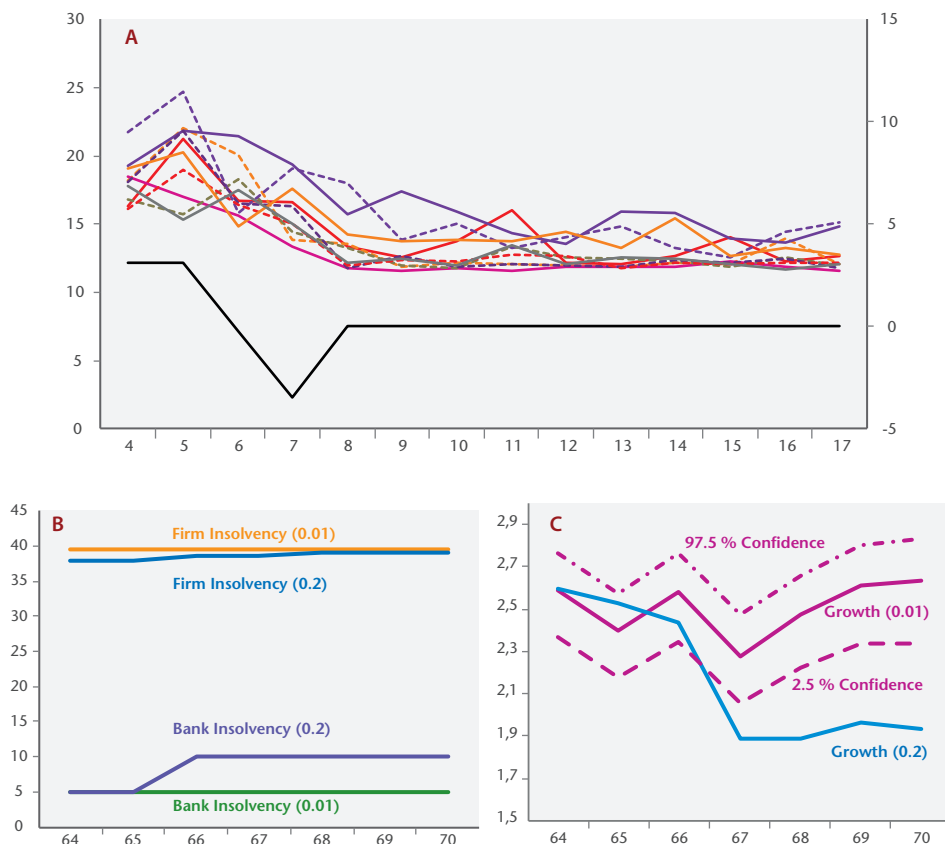 A
30
25
20
15
10
5
0
15
10
5
0
-5
4 5 6 7 8 9 10 11 12 13 14 15 16 17
B
45
40
35
30
25
20
15
10
5
0
Firm Insolvency (0.01)
Firm Insolvency (0.2)
Bank Insolvency (0.2)
Bank Insolvency (0.01)
64 65 66 67 68 69 70
C
2,9
2,7
2,5
2,3
2,1
1,9
1,7
1,5
97.5 % Confidence
Growth (0.01)
2.5 % Confidence
Growth (0.2)
64 65 66 67 68 69 70